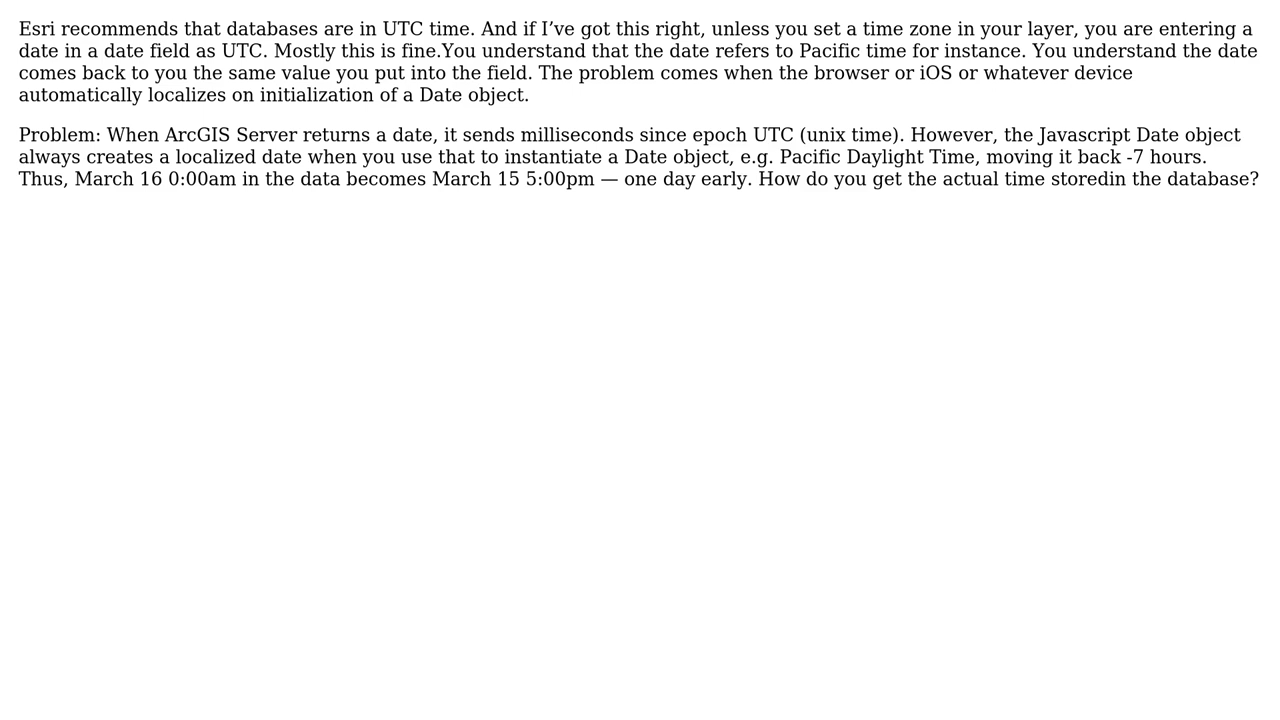 Esri recommends that databases are in UTC time. And if I’ve got this right, unless you set a time zone in your layer, you are entering a
date in a date field as UTC. Mostly this is fine.You understand that the date refers to Pacific time for instance. You understand the date
comes back to you the same value you put into the field. The problem comes when the browser or iOS or whatever device
automatically localizes on initialization of a Date object.
Problem: When ArcGIS Server returns a date, it sends milliseconds since epoch UTC (unix time). However, the Javascript Date object
always creates a localized date when you use that to instantiate a Date object, e.g. Pacific Daylight Time, moving it back -7 hours.
Thus, March 16 0:00am in the data becomes March 15 5:00pm — one day early. How do you get the actual time storedin the database?